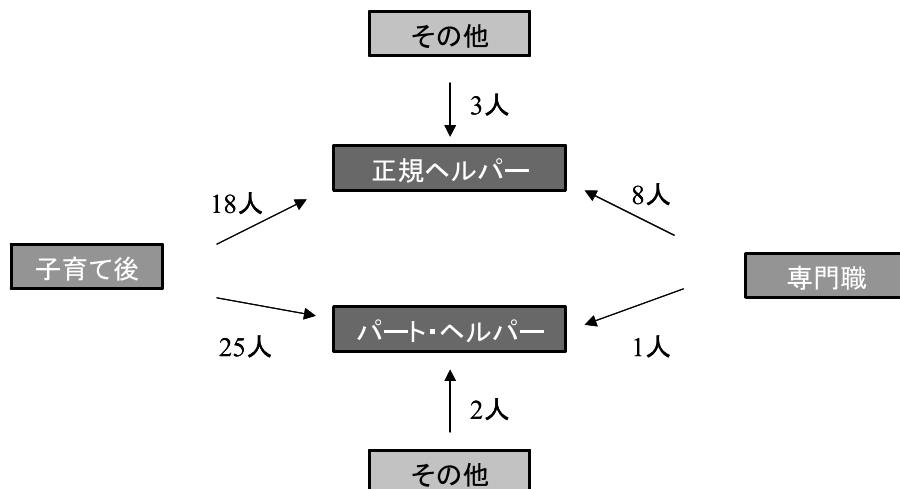 その他
3人
正規ヘルパー
18人
8人
子育て後
専門職
パート・ヘルパー
25人
1人
2人
その他